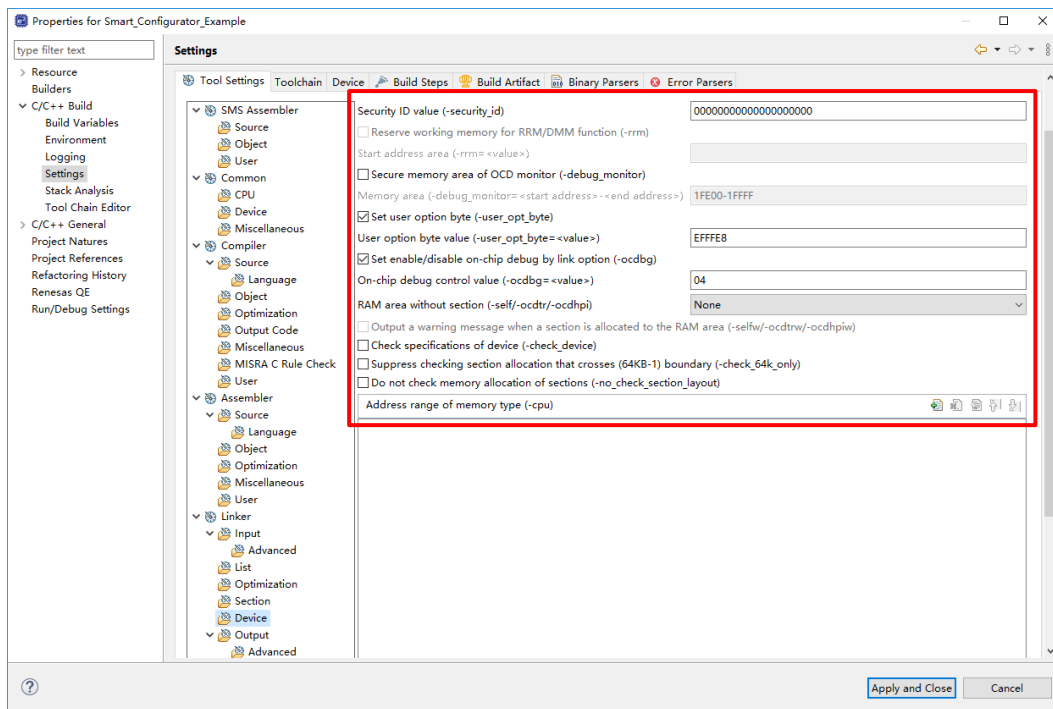 Properties for Smart_Configurator_Example
type filter text
Resource
Builders
C/C++ Build
Build Variables
Environment
Logging
Settings
Stack Analysis
Tool Chain Editor
C/C++ General
Project Natures
Project References
Refactoring History
Renesas QE
Run/Debug Settings
Settings
Tool Settings Toolchain Device Build Steps Build Artifact Binary Parsers Error Parsers
SMS Assembler
Source
Object
User
Common
CPU
Device
Miscellaneous
Compiler
Source
Language
Object
Optimization
Output Code
Miscellaneous
MISRA C Rule Check
User
Assembler
Source
Language
Object
Optimization
Miscellaneous
User
Linker
Input
Advanced
List
Optimization
Section
Device
Output
Advanced
Security ID value (-security_id) 00000000000000000000
Reserve working memory for RRM/DMM function (-rrm)
Start address area (-rrm=<value>)
Secure memory area of OCD monitor (-debug_monitor)
Memory area (-debug_monitor=<start address>-<end address>) 1FE00-1FFFF
Set user option byte (-user_opt_byte)
User option byte value (-user_opt_byte=<value>) EFFFE8
Set enable/disable on-chip debug by link option (-ocdbg)
On-chip debug control value (-ocdbg=<value>) 04
RAM area without section (-self/-ocdtr/-ocdhpi) None
Output a warning message when a section is allocated to the RAM area (-selfw/-ocdtrw/-ocdhpiw)
Check specifications of device (-check_device)
Suppress checking section allocation that crosses (64KB-1) boundary (-check_64k_only)
Do not check memory allocation of sections (-no_check_section_layout)
Address range of memory type (-cpu)
Apply and Close Cancel